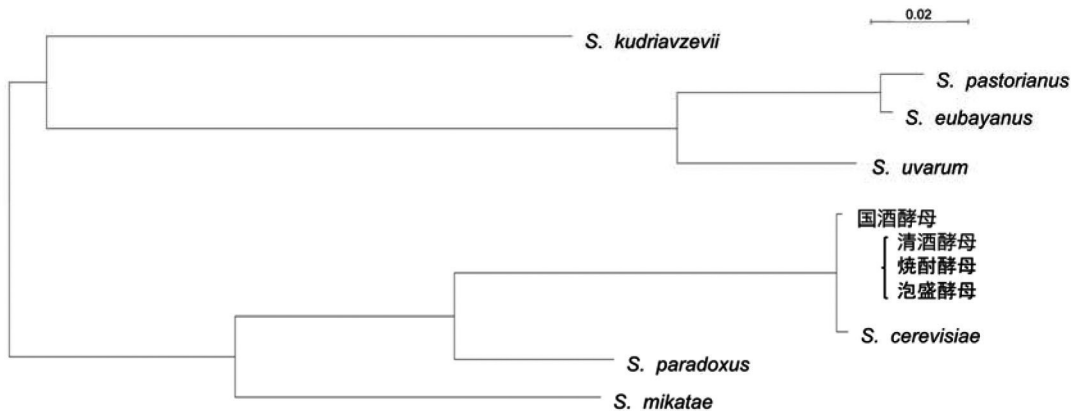 0.02
S. kudriavzevii
S. pastorianus
S. eubayanus
S. uvarum
国酒酵母
清酒酵母
焼酎酵母
泡盛酵母
S. cerevisiae
S. paradoxus
S. mikatae